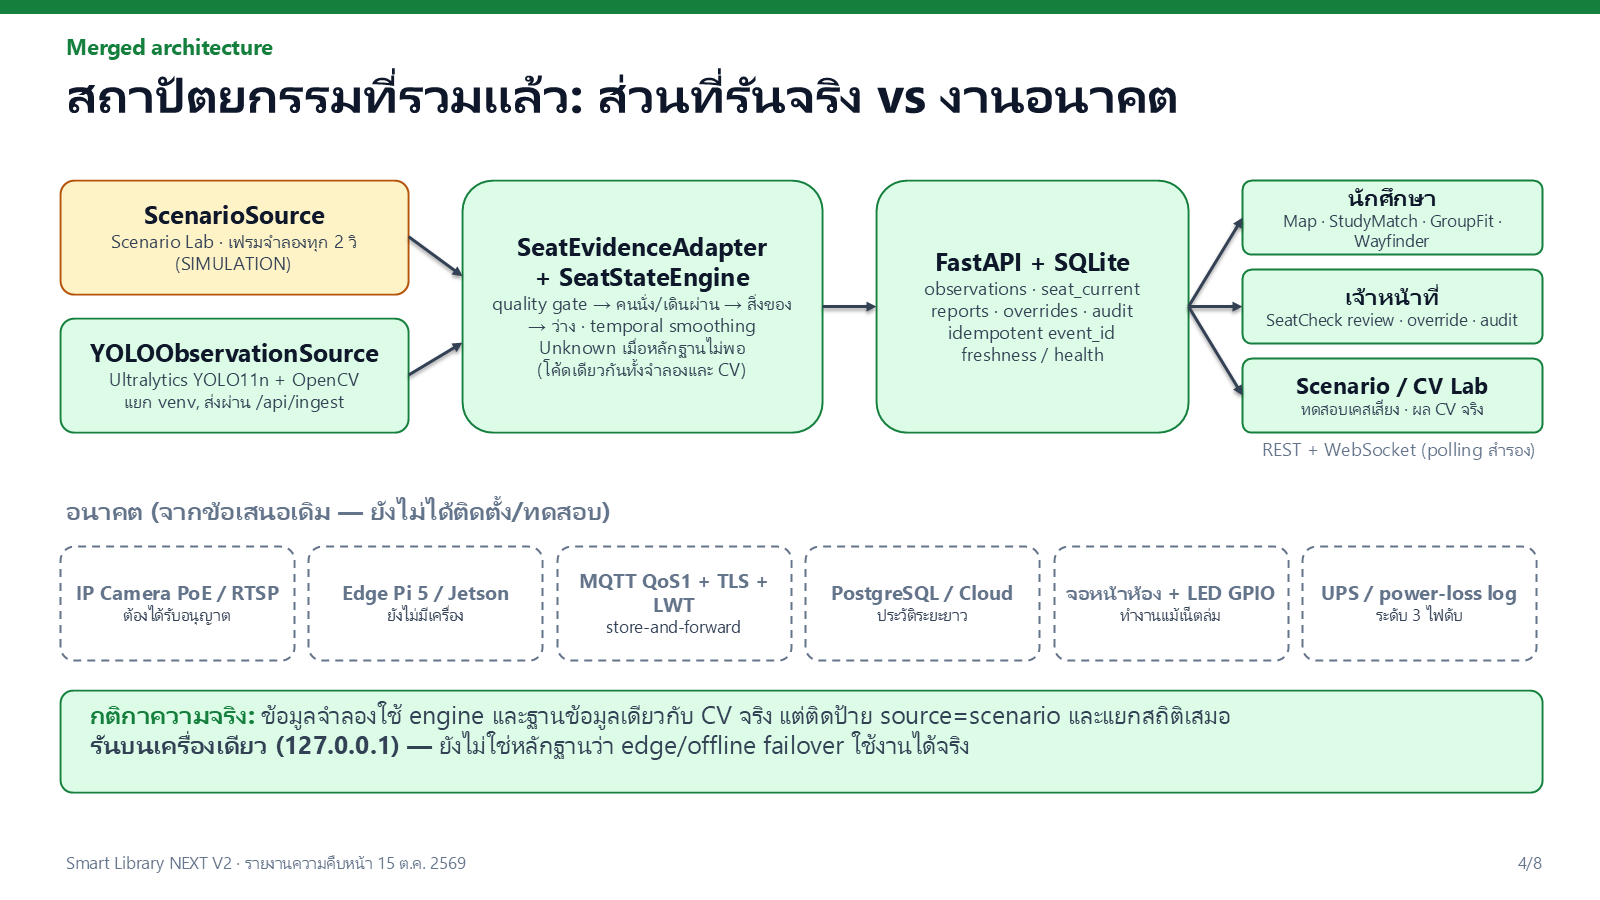 Merged architecture
สถาปัตยกรรมที่รวมแล้ว: ส่วนที่รันจริง vs งานอนาคต
ScenarioSource
Scenario Lab · เฟรมจำลองทุก 2 วิ
(SIMULATION)
YOLOObservationSource
Ultralytics YOLO11n + OpenCV
แยก venv, ส่งผ่าน /api/ingest
SeatEvidenceAdapter
+ SeatStateEngine
quality gate → คนนั่ง/เดินผ่าน → สิ่งของ
→ ว่าง · temporal smoothing
Unknown เมื่อหลักฐานไม่พอ
(โค้ดเดียวกันทั้งจำลองและ CV)
FastAPI + SQLite
observations · seat_current
reports · overrides · audit
idempotent event_id
freshness / health
นักศึกษา
Map · StudyMatch · GroupFit ·
Wayfinder
เจ้าหน้าที่
SeatCheck review · override · audit
Scenario / CV Lab
ทดสอบเคสเสี่ยง · ผล CV จริง
REST + WebSocket (polling สำรอง)
อนาคต (จากข้อเสนอเดิม — ยังไม่ได้ติดตั้ง/ทดสอบ)
IP Camera PoE / RTSP
ต้องได้รับอนุญาต
Edge Pi 5 / Jetson
ยังไม่มีเครื่อง
MQTT QoS1 + TLS +
LWT
store-and-forward
PostgreSQL / Cloud
ประวัติระยะยาว
จอหน้าห้อง + LED GPIO
ทำงานแม้เน็ตล่ม
UPS / power-loss log
ระดับ 3 ไฟดับ
กติกาความจริง: ข้อมูลจำลองใช้ engine และฐานข้อมูลเดียวกับ CV จริง แต่ติดป้าย source=scenario และแยกสถิติเสมอ
รันบนเครื่องเดียว (127.0.0.1) — ยังไม่ใช่หลักฐานว่า edge/offline failover ใช้งานได้จริง
Smart Library NEXT V2 · รายงานความคืบหน้า 15 ต.ค. 2569
4/8